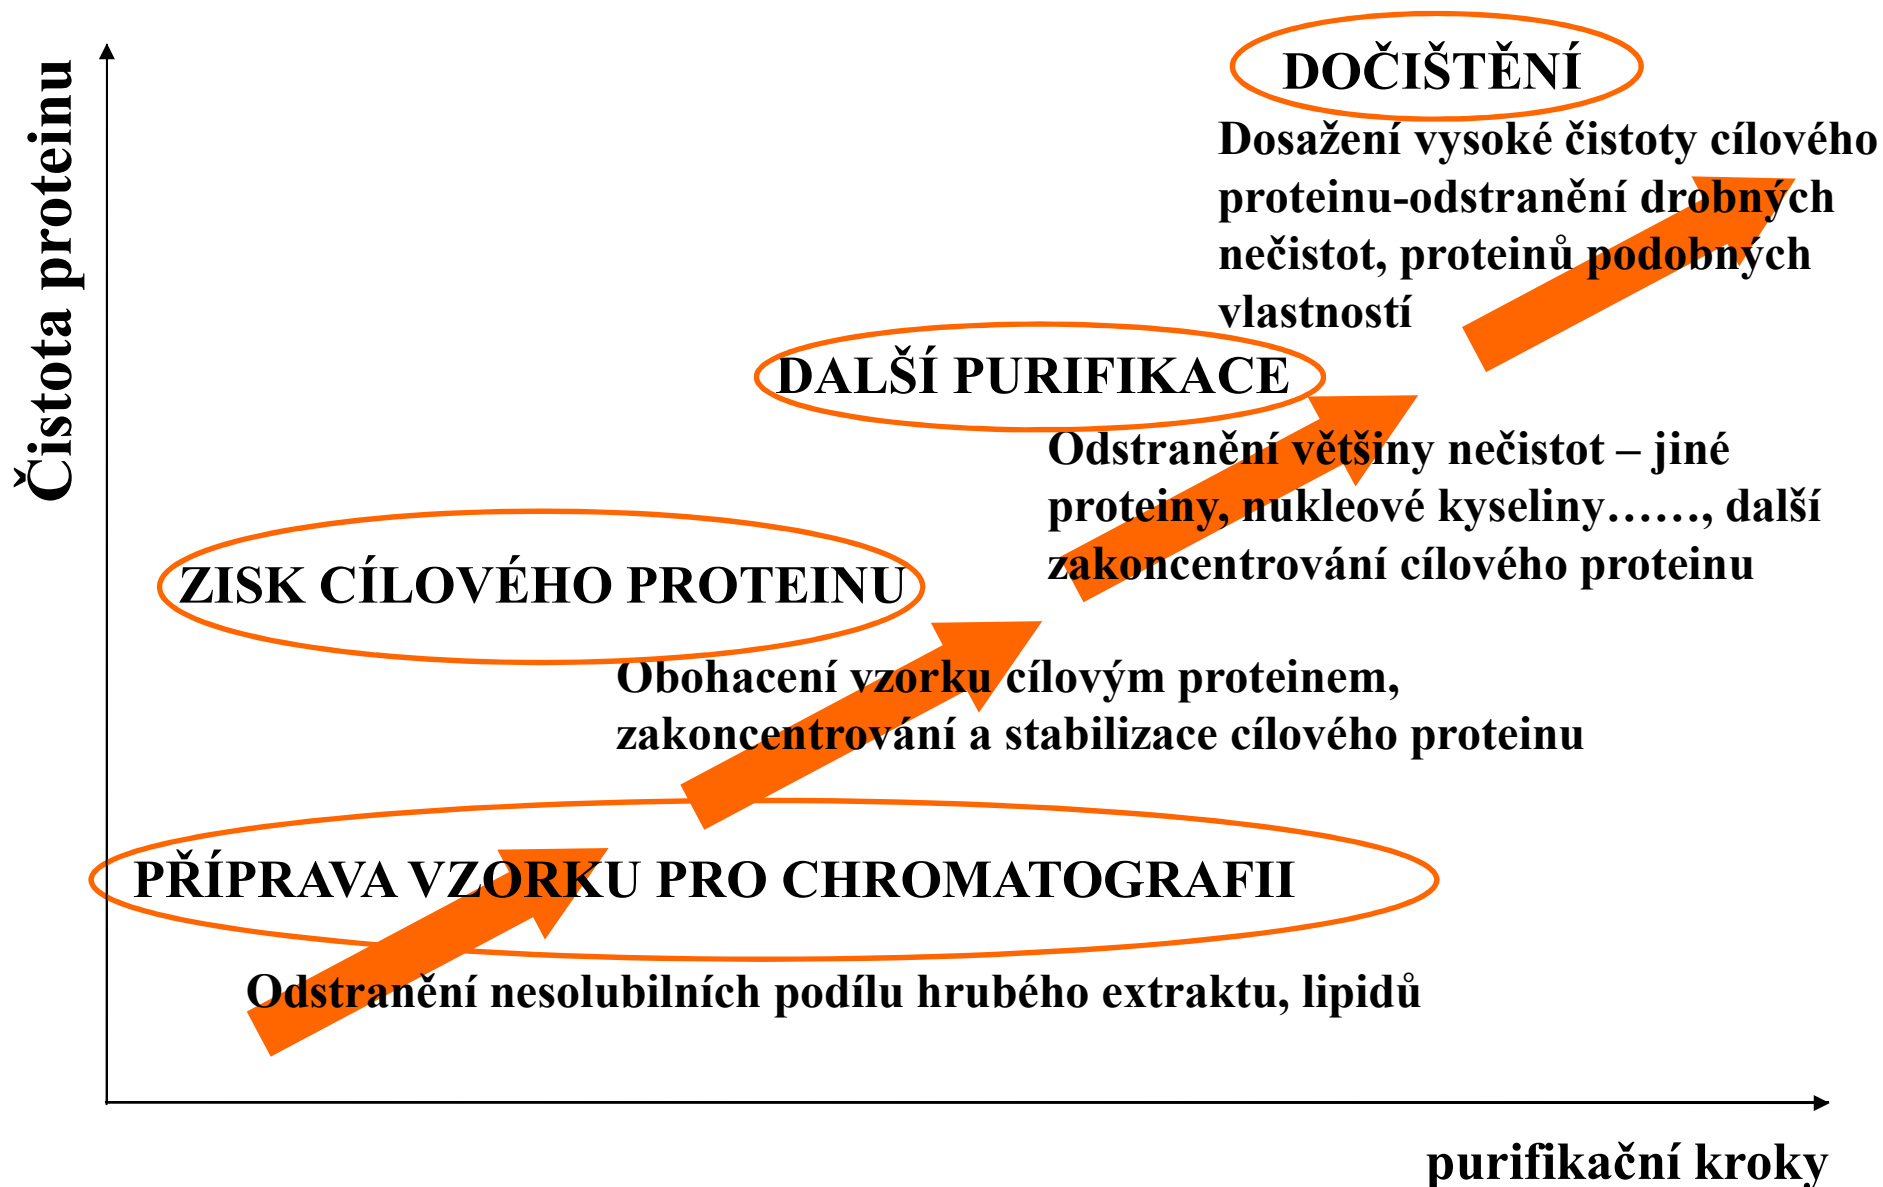 Čistota proteinu
DOČIŠTĚNÍ
Dosažení vysoké čistoty cílového
proteinu-odstranění drobných
nečistot, proteinů podobných
vlastností
DALŠÍ PURIFIKACE
Odstranění většiny nečistot – jiné
proteiny, nukleové kyseliny……, další
zakoncentrování cílového proteinu
ZISK CÍLOVÉHO PROTEINU
Obohacení vzorku cílovým proteinem,
zakoncentrování a stabilizace cílového proteinu
PŘÍPRAVA VZORKU PRO CHROMATOGRAFII
Odstranění nesolubilních podílu hrubého extraktu, lipidů
purifikační kroky